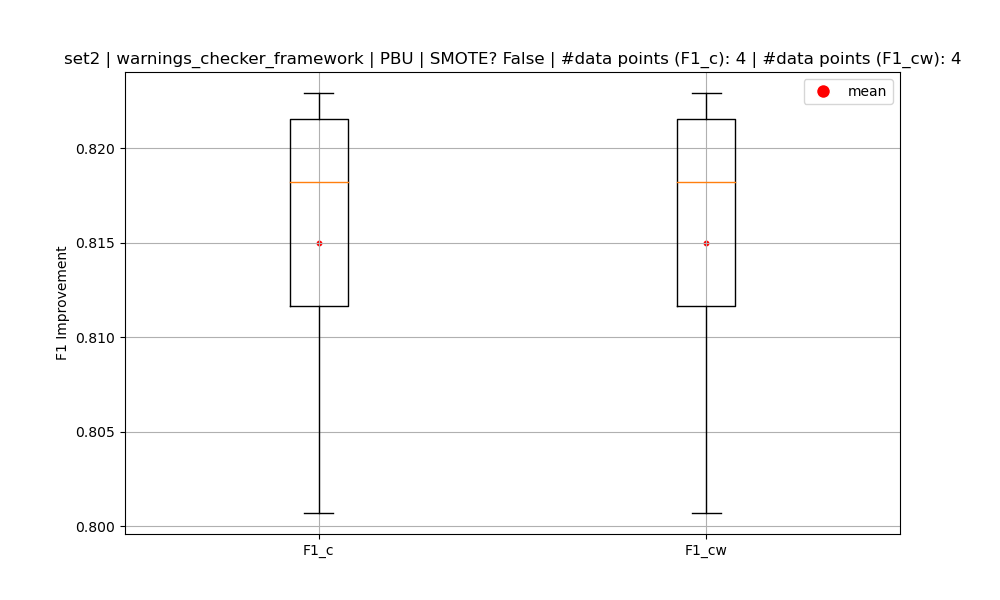 set2 | warnings_checker_framework | PBU | SMOTE? False | #data points (F1_c): 4 | #data points (F1_cw): 4
mean
0.820
0.815
0.810
0.805
0.800
F1 Improvement
F1_c
F1_cw